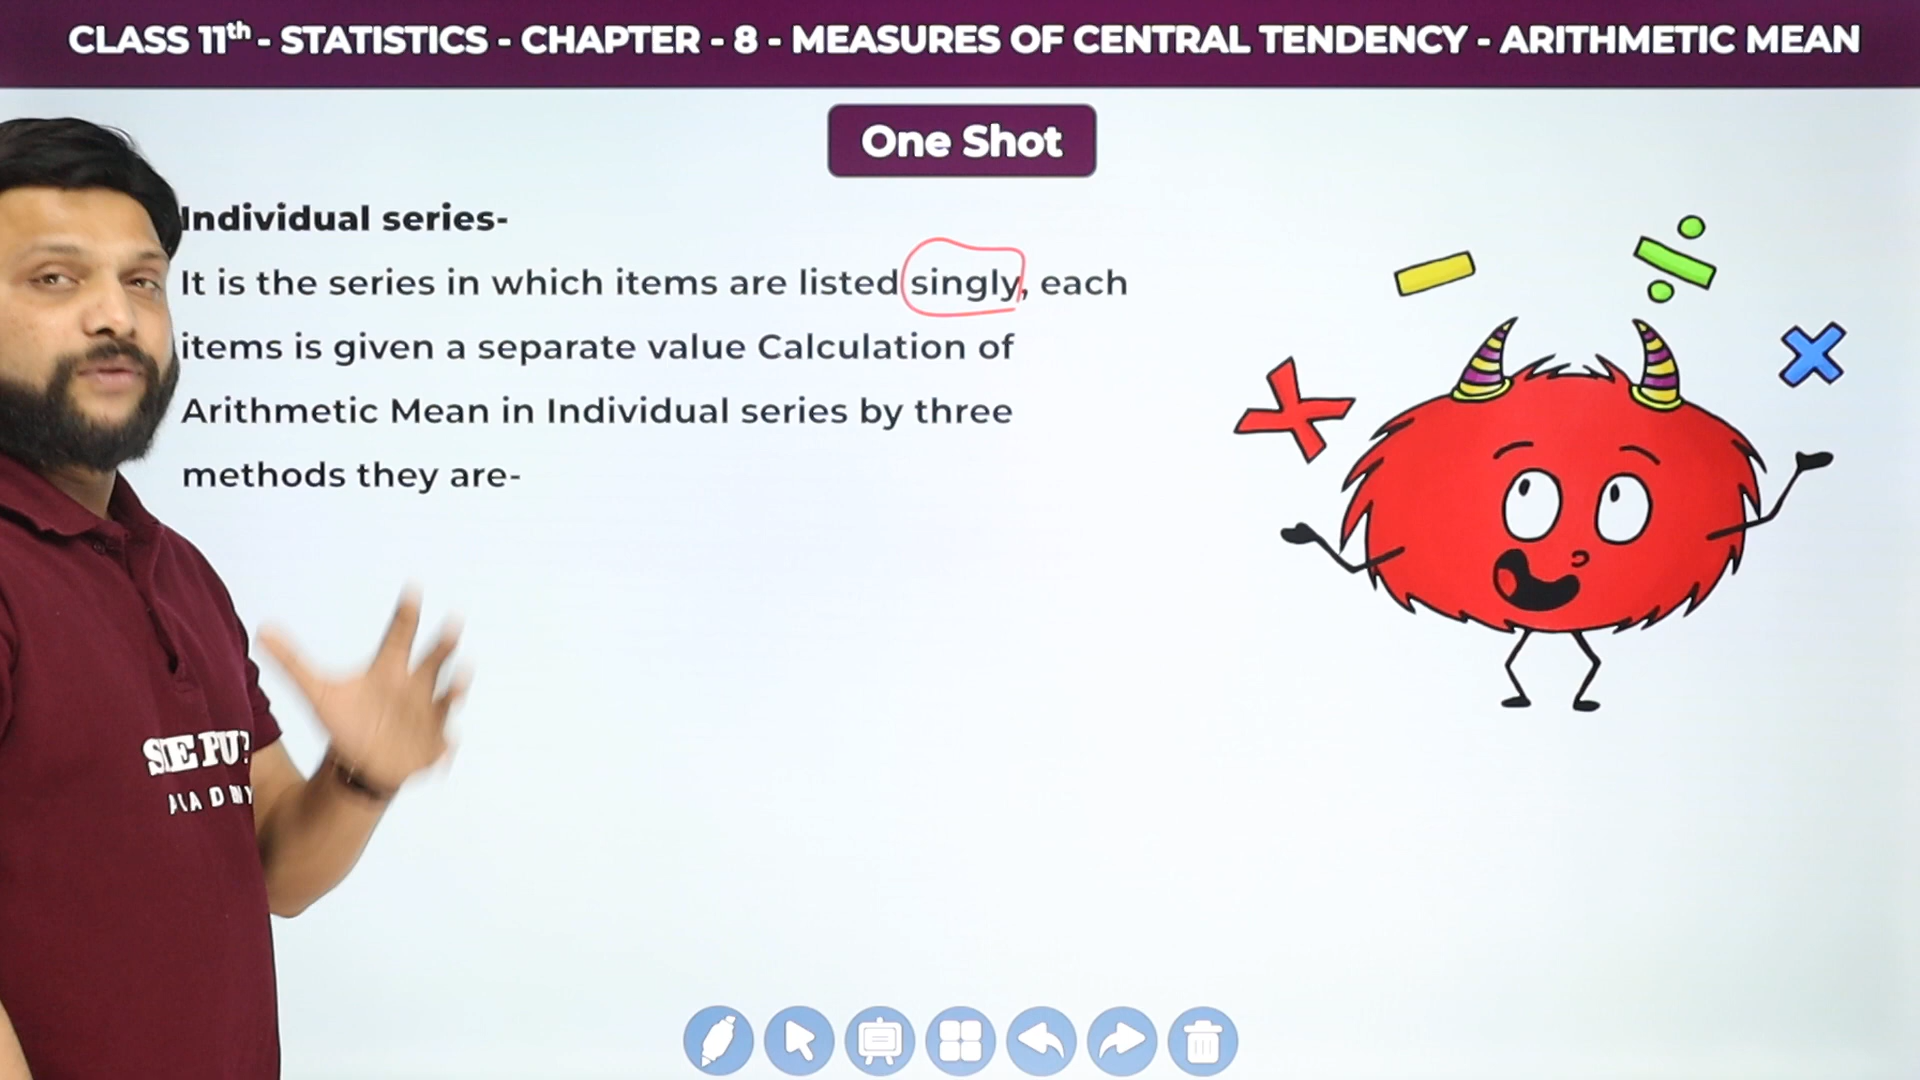 CLASS 11th - STATISTICS - CHAPTER - 8 - MEASURES OF CENTRAL TENDENCY - ARITHMETIC MEAN
One Shot
Individual series-
It is the series in which items are listed singly, each
items is given a separate value Calculation of
Arithmetic Mean in Individual series by three
methods they are-